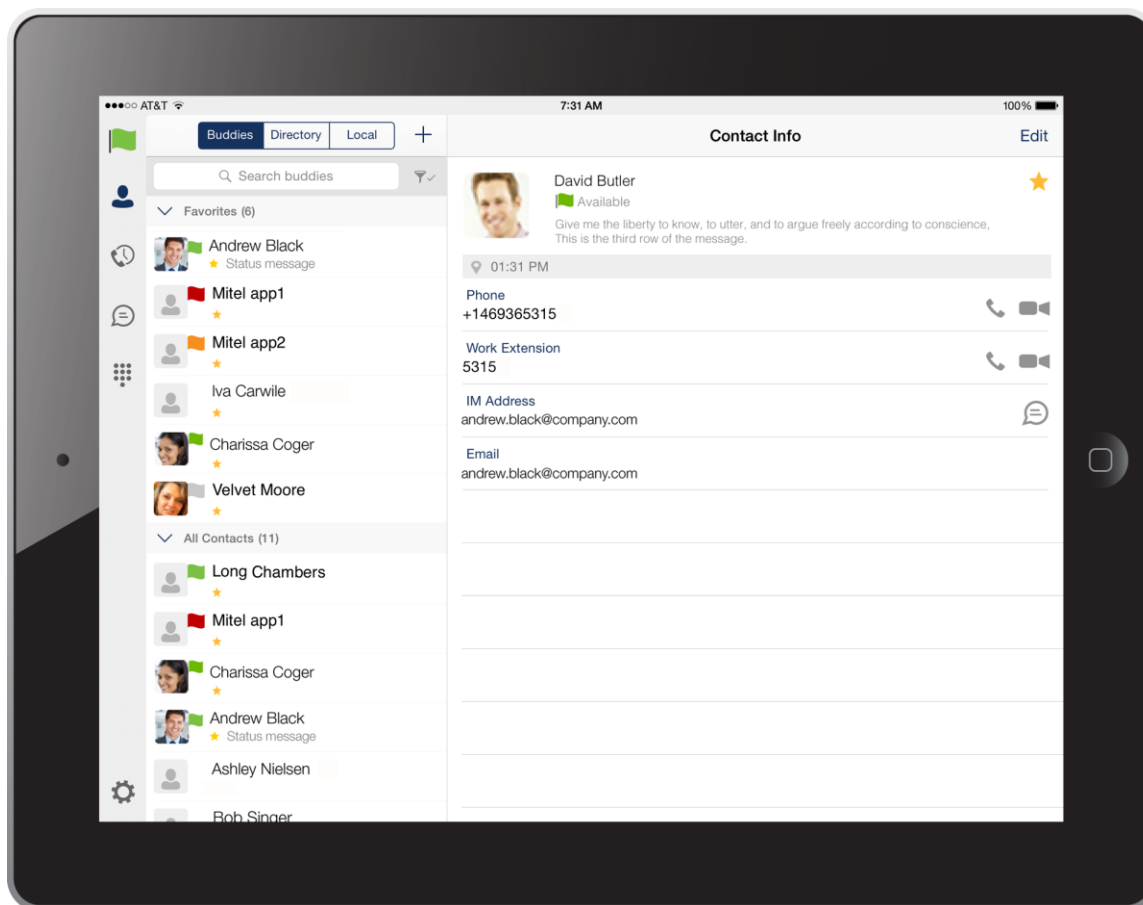 AT&T 7:31 AM 100%
Buddies Directory Local +
Search buddies
Favorites (6)
Andrew Black
Status message
Mitel app1
Mitel app2
Iva Carwile
Charissa Coger
Velvet Moore
All Contacts (11)
Long Chambers
Mitel app1
Charissa Coger
Andrew Black
Status message
Ashley Nielsen
Bob Singer
Contact Info Edit
David Butler
Available
Give me the liberty to know, to utter, and to argue freely according to conscience,
This is the third row of the message.
01:31 PM
Phone
+1469365315
Work Extension
5315
IM Address
andrew.black@company.com
Email
andrew.black@company.com